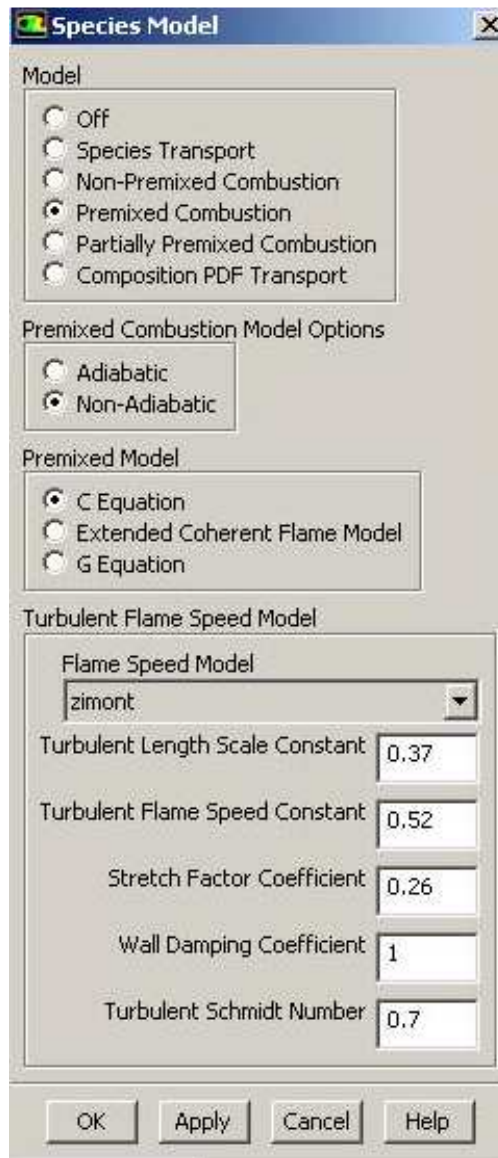 Species Model
Model
Off
Species Transport
Non-Premixed Combustion
Premixed Combustion
Partially Premixed Combustion
Composition PDF Transport
Premixed Combustion Model Options
Adiabatic
Non-Adiabatic
Premixed Model
C Equation
Extended Coherent Flame Model
G Equation
Turbulent Flame Speed Model
Flame Speed Model
zimont
Turbulent Length Scale Constant 0.37
Turbulent Flame Speed Constant 0.52
Stretch Factor Coefficient 0.26
Wall Damping Coefficient 1
Turbulent Schmidt Number 0.7
OK Apply Cancel Help